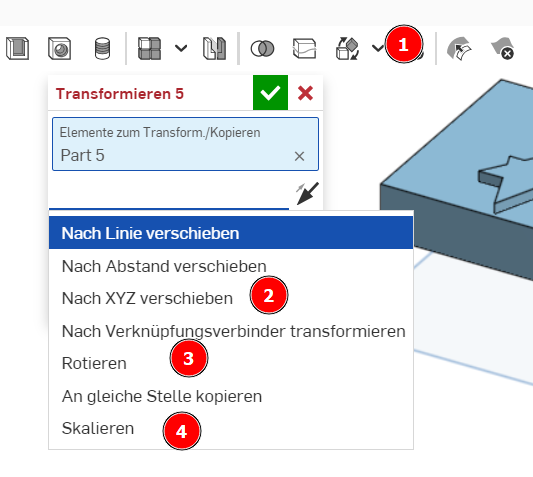 1
Transformieren 5
Elemente zum Transform./Kopieren
Part 5
Nach Linie verschieben
Nach Abstand verschieben
Nach XYZ verschieben
2
Nach Verknüpfungsverbinder transformieren
Rotieren
3
An gleiche Stelle kopieren
Skalieren
4